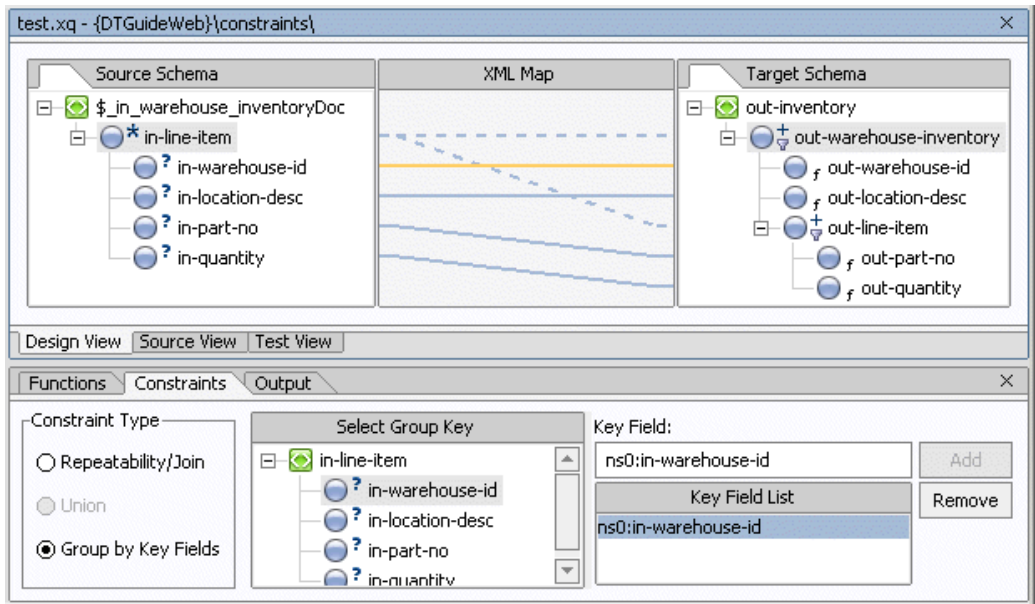 test.xq - {DTGuideWeb}\constraints\
Source Schema XML Map Target Schema
$_in_warehouse_inventoryDoc out-inventory
* in-line-item + out-warehouse-inventory
? in-warehouse-id f out-warehouse-id
? in-location-desc f out-location-desc
? in-part-no + out-line-item
? in-quantity f out-part-no
f out-quantity
Design View Source View Test View
Functions Constraints Output
Constraint Type
Repeatability/Join
Union
Group by Key Fields
Select Group Key
in-line-item
? in-warehouse-id
? in-location-desc
? in-part-no
? in-quantity
Key Field:
ns0:in-warehouse-id
Add
Key Field List
Remove
ns0:in-warehouse-id